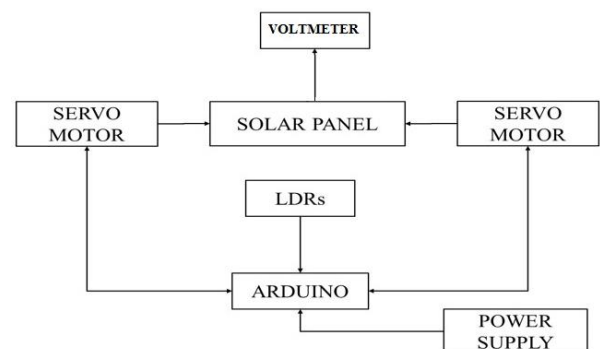 VOLTMETER
SERVO
MOTOR
SOLAR PANEL
SERVO
MOTOR
LDRs
ARDUINO
POWER
SUPPLY